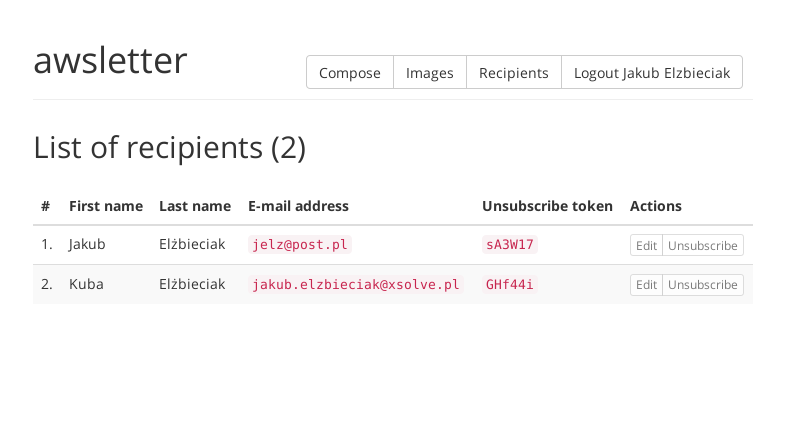 awsletter
Compose Images Recipients Logout Jakub Elzbieciak
List of recipients (2)
# First name Last name E-mail address Unsubscribe token Actions
1. Jakub Elżbieciak jelz@post.pl sA3W17 Edit Unsubscribe
2. Kuba Elżbieciak jakub.elzbieciak@xsolve.pl GHf44i Edit Unsubscribe